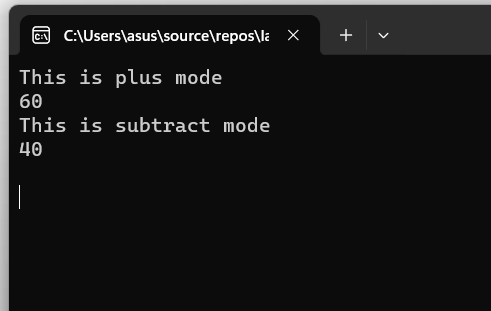 C:\Users\asus\source\repos\la
This is plus mode
60
This is subtract mode
40